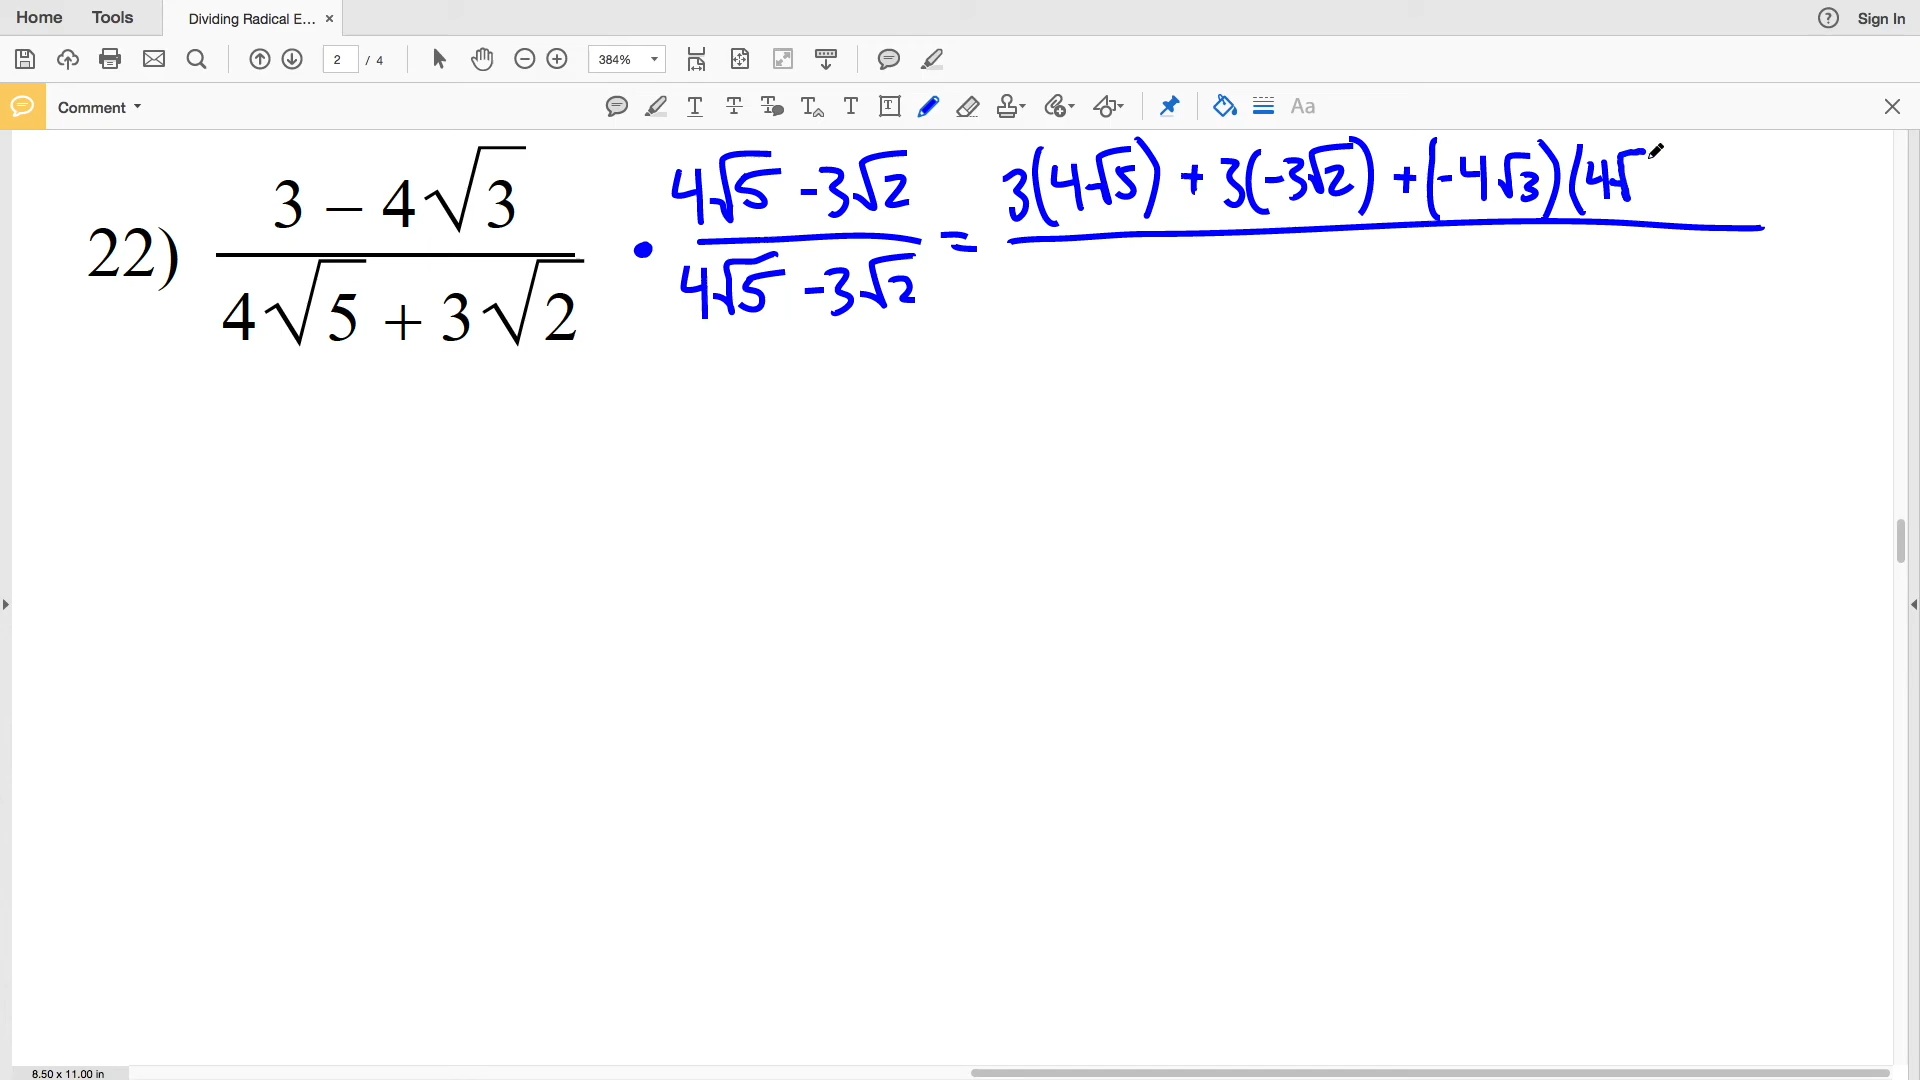 Home Tools Dividing Radical E... × ? Sign In
2 / 4 384%
Comment Aa
22) (3 – 4√3)/(4√5 + 3√2) • (4√5 -3√2)/(4√5 -3√2) = 3(4√5) + 3(-3√2) + (-4√3)(4√
8.50 x 11.00 in